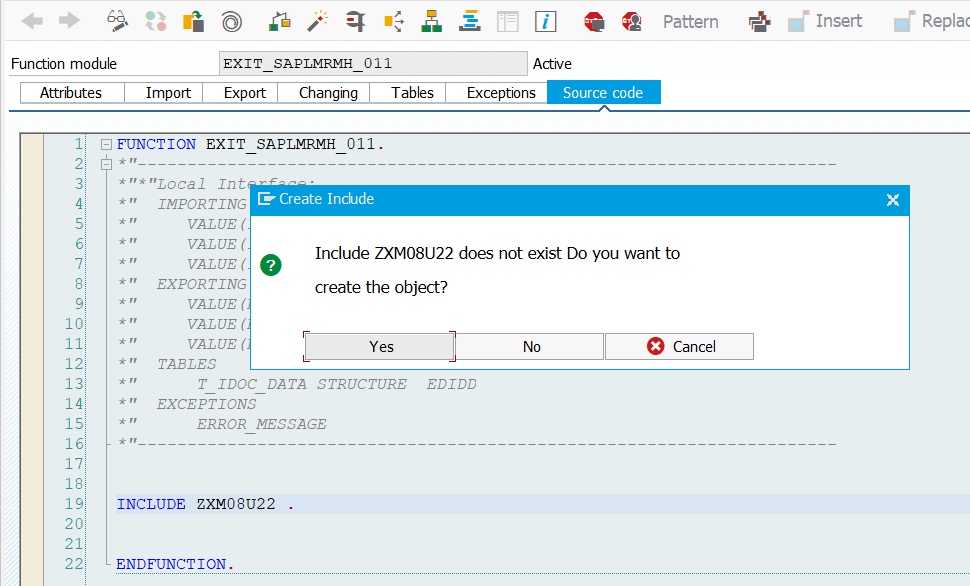 Pattern Insert
Function module EXIT_SAPLMRMH_011 Active
Attributes Import Export Changing Tables Exceptions Source code
1 FUNCTION EXIT_SAPLMRMH_011.
2 *"----------------------------------------------------------------------
3 *"*"Local Interface:
4 *" IMPORTING
5 *" VALUE(
6 *" VALUE(
7 *" VALUE(
8 *" EXPORTING
9 *" VALUE(
10 *" VALUE(
11 *" VALUE(
12 *" TABLES
13 *" T_IDOC_DATA STRUCTURE EDIDD
14 *" EXCEPTIONS
15 *" ERROR_MESSAGE
16 *"----------------------------------------------------------------------
17
18
19 INCLUDE ZXM08U22 .
20
21
22 ENDFUNCTION.
Create Include
Include ZXM08U22 does not exist Do you want to
create the object?
Yes No Cancel